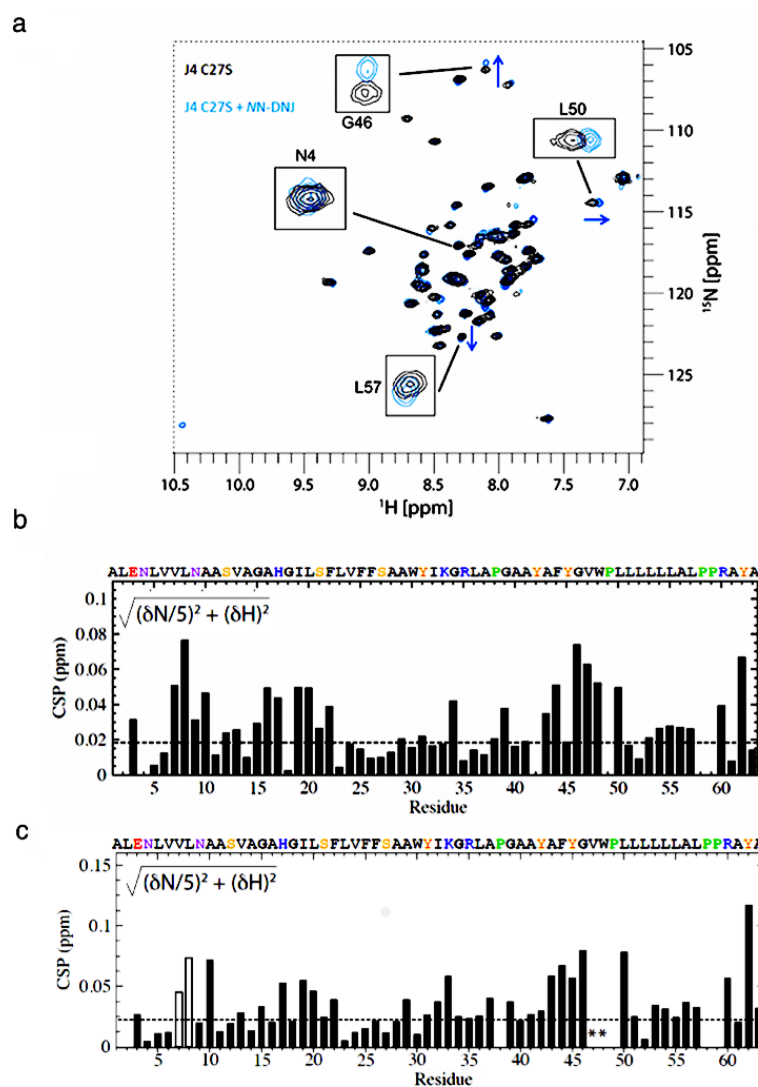 a
J4 C27S
J4 C27S + NN-DNJ
G46
N4
L50
L57
105
110
115
120
125
¹⁵N [ppm]
10.5 10.0 9.5 9.0 8.5 8.0 7.5 7.0
¹H [ppm]
b
ALENLVVLNAASVAGAHGILSFLVFFSAAWYIKGRLAPGAAYAFYGVWPLLLLLLALPPRAYA
√(δN/5)² + (δH)²
CSP (ppm)
0.1
0.08
0.06
0.04
0.02
0
5 10 15 20 25 30 35 40 45 50 55 60
Residue
c
ALENLVVLNAASVAGAHGILSFLVFFSAAWYIKGRLAPGAAYAFYGVWPLLLLLLALPPRAYA
√(δN/5)² + (δH)²
CSP (ppm)
0.15
0.1
0.05
0
**
5 10 15 20 25 30 35 40 45 50 55 60
Residue